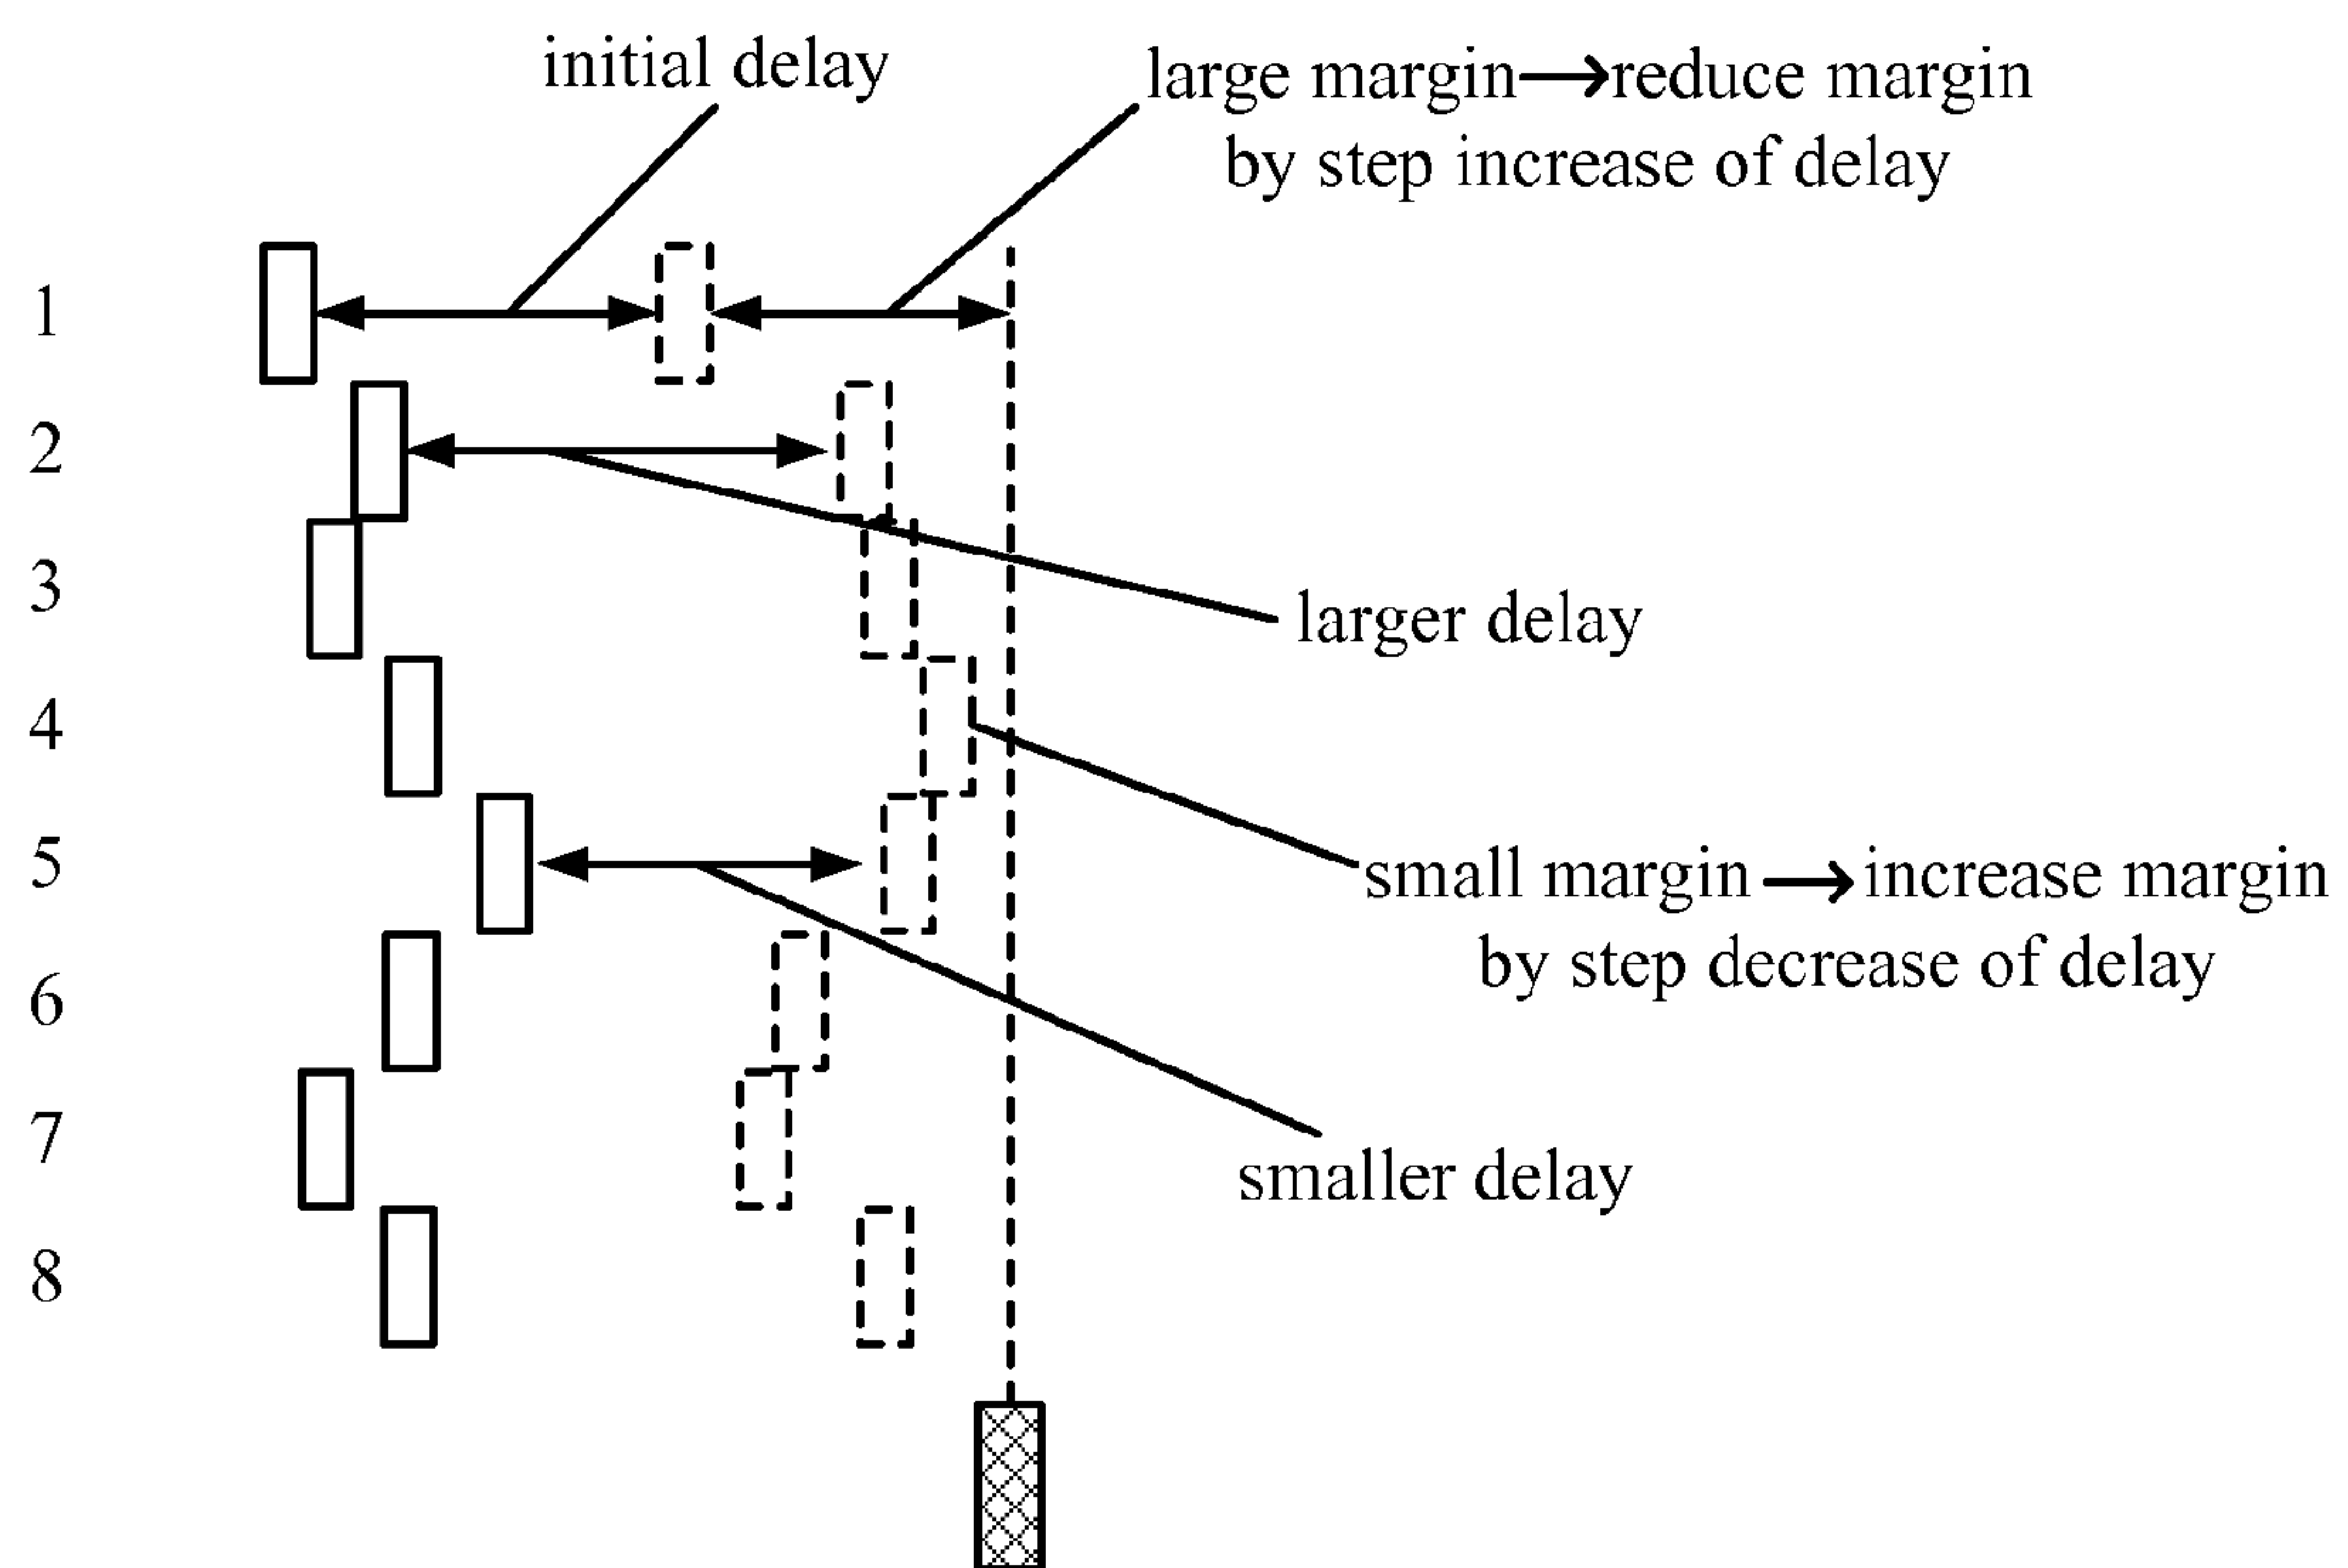 initial delay
large margin→reduce margin
by step increase of delay
1
2
3
larger delay
4
5
small margin → increase margin
by step decrease of delay
6
7
smaller delay
8